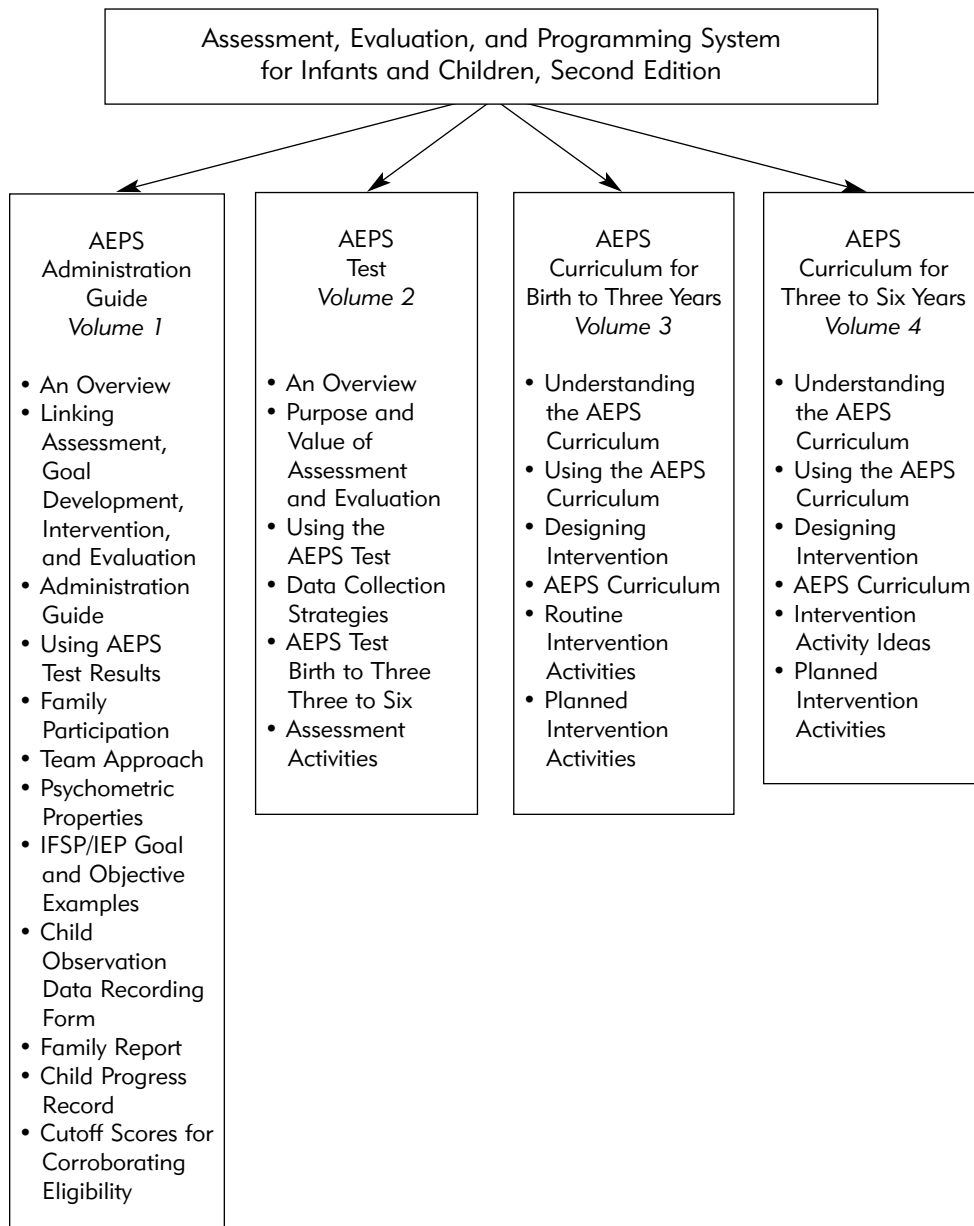 Assessment, Evaluation, and Programming System
for Infants and Children, Second Edition
AEPS
Administration
Guide
Volume 1
• An Overview
• Linking
Assessment,
Goal
Development,
Intervention,
and Evaluation
• Administration
Guide
• Using AEPS
Test Results
• Family
Participation
• Team Approach
• Psychometric
Properties
• IFSP/IEP Goal
and Objective
Examples
• Child
Observation
Data Recording
Form
• Family Report
• Child Progress
Record
• Cutoff Scores for
Corroborating
Eligibility
AEPS
Test
Volume 2
• An Overview
• Purpose and
Value of
Assessment
and Evaluation
• Using the
AEPS Test
• Data Collection
Strategies
• AEPS Test
Birth to Three
Three to Six
• Assessment
Activities
AEPS
Curriculum for
Birth to Three Years
Volume 3
• Understanding
the AEPS
Curriculum
• Using the AEPS
Curriculum
• Designing
Intervention
• AEPS Curriculum
• Routine
Intervention
Activities
• Planned
Intervention
Activities
AEPS
Curriculum for
Three to Six Years
Volume 4
• Understanding
the AEPS
Curriculum
• Using the AEPS
Curriculum
• Designing
Intervention
• AEPS Curriculum
• Intervention
Activity Ideas
• Planned
Intervention
Activities